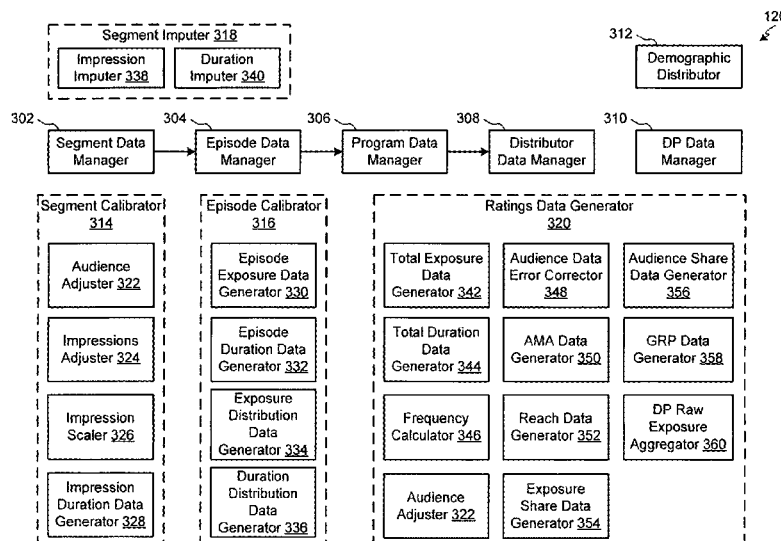 120
Segment Imputer 318
Impression
Imputer 338
Duration
Imputer 340
312
Demographic
Distributor
302
Segment Data
Manager
304
Episode Data
Manager
306
Program Data
Manager
308
Distributor
Data Manager
310
DP Data
Manager
Segment Calibrator
314
Audience
Adjuster 322
Impressions
Adjuster 324
Impression
Scaler 326
Impression
Duration Data
Generator 328
Episode Calibrator
316
Episode
Exposure Data
Generator 330
Episode
Duration Data
Generator 332
Exposure
Distribution
Data
Generator 334
Duration
Distribution
Data
Generator 336
Ratings Data Generator
320
Total Exposure
Data
Generator 342
Total Duration
Data Generator
344
Frequency
Calculator 346
Audience
Adjuster 322
Audience Data
Error Corrector
348
AMA Data
Generator 350
Reach Data
Generator 352
Exposure
Share Data
Generator 354
Audience Share
Data Generator
356
GRP Data
Generator 358
DP Raw
Exposure
Aggregator 360